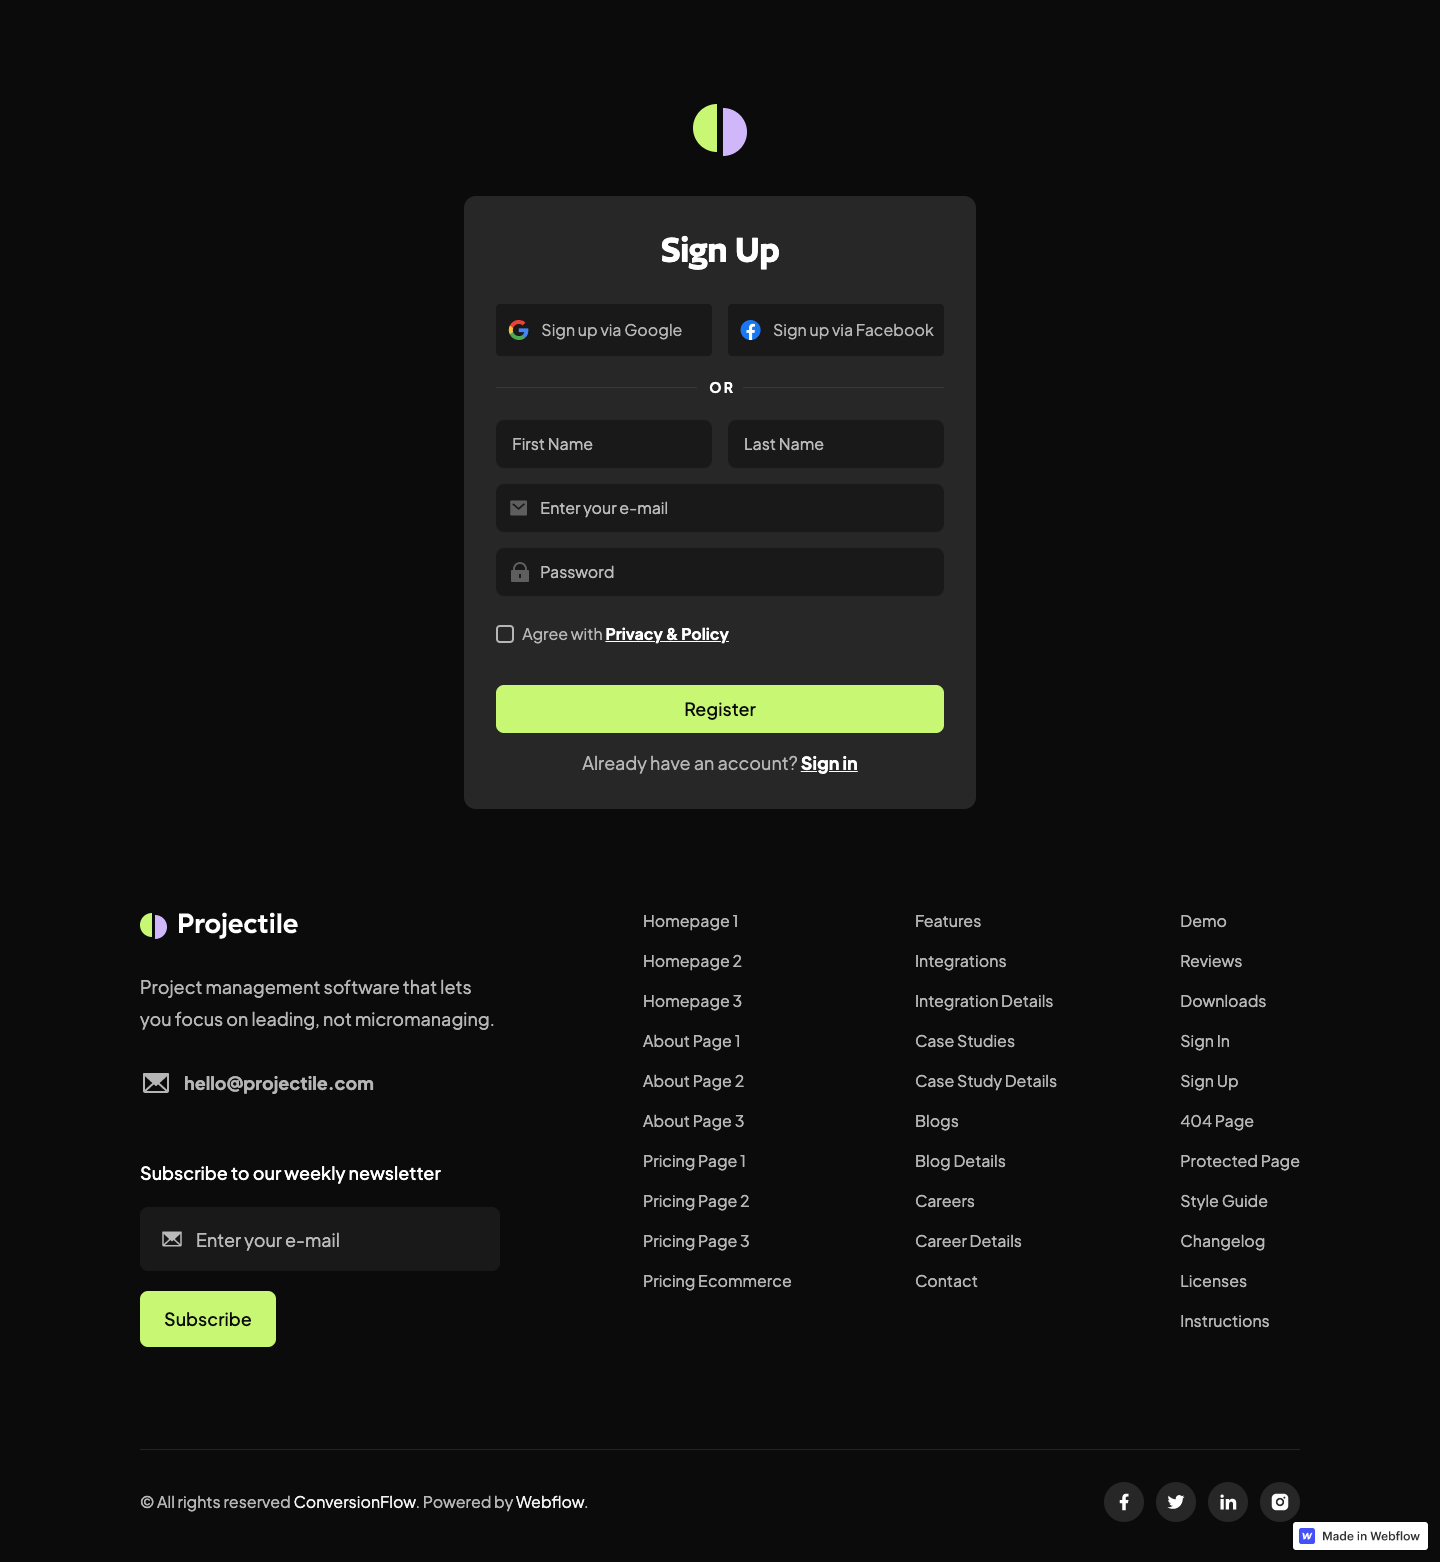 Sign Up
Sign up via Google
Sign up via Facebook
OR
First Name
Last Name
Enter your e-mail
Password
Agree with Privacy & Policy
Register
Already have an account? Sign in
Projectile
Project management software that lets
you focus on leading, not micromanaging.
hello@projectile.com
Subscribe to our weekly newsletter
Enter your e-mail
Subscribe
Homepage 1
Homepage 2
Homepage 3
About Page 1
About Page 2
About Page 3
Pricing Page 1
Pricing Page 2
Pricing Page 3
Pricing Ecommerce
Features
Integrations
Integration Details
Case Studies
Case Study Details
Blogs
Blog Details
Careers
Career Details
Contact
Demo
Reviews
Downloads
Sign In
Sign Up
404 Page
Protected Page
Style Guide
Changelog
Licenses
Instructions
© All rights reserved ConversionFlow. Powered by Webflow.
Made in Webflow